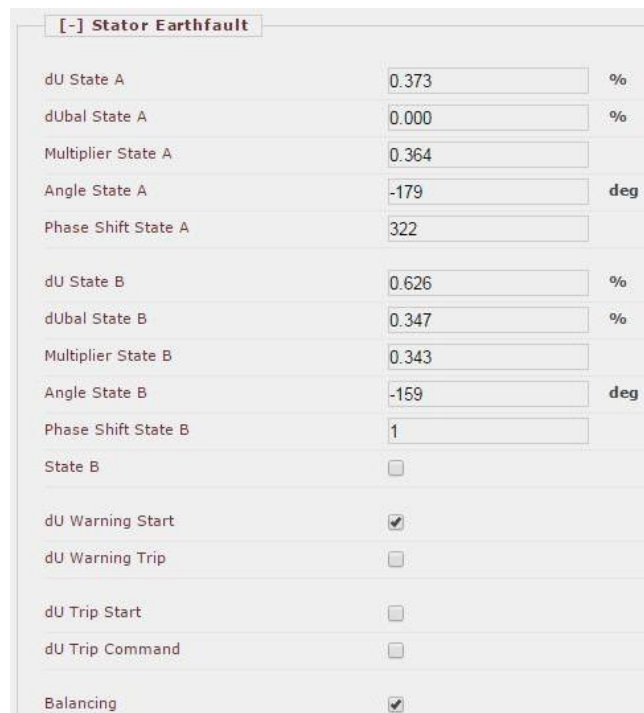 [-] Stator Earthfault
dU State A 0.373 %
dUbal State A 0.000 %
Multiplier State A 0.364
Angle State A -179 deg
Phase Shift State A 322
dU State B 0.626 %
dUbal State B 0.347 %
Multiplier State B 0.343
Angle State B -159 deg
Phase Shift State B 1
State B
dU Warning Start
dU Warning Trip
dU Trip Start
dU Trip Command
Balancing